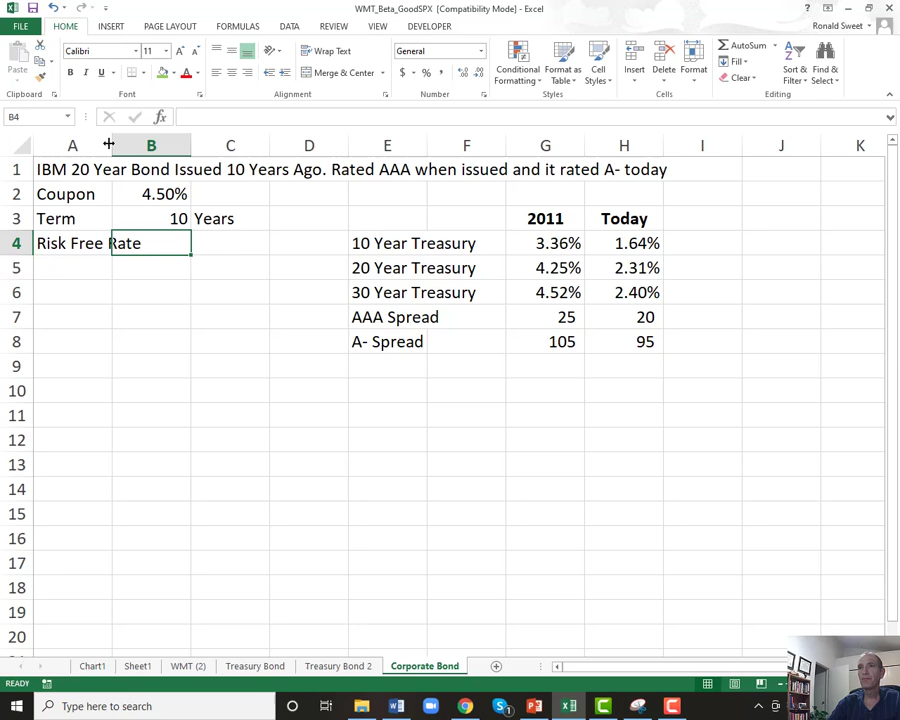 WMT_Beta_GoodSPX [Compatibility Mode] - Excel
FILE HOME INSERT PAGE LAYOUT FORMULAS DATA REVIEW VIEW DEVELOPER Ronald Sweet
Paste Calibri 11 Wrap Text General Conditional Formatting Format as Table Cell Styles Insert Delete Format AutoSum Sort & Filter Find & Select
B I U Merge & Center $ % Fill Clear
Clipboard Font Alignment Number Styles Cells Editing
B4 fx
A B C D E F G H I J K
1 IBM 20 Year Bond Issued 10 Years Ago. Rated AAA when issued and it rated A- today
2 Coupon 4.50%
3 Term 10 Years 2011 Today
4 Risk Free Rate 10 Year Treasury 3.36% 1.64%
5 20 Year Treasury 4.25% 2.31%
6 30 Year Treasury 4.52% 2.40%
7 AAA Spread 25 20
8 A- Spread 105 95
9
10
11
12
13
14
15
16
17
18
19
20
Chart1 Sheet1 WMT (2) Treasury Bond Treasury Bond 2 Corporate Bond
READY
Type here to search